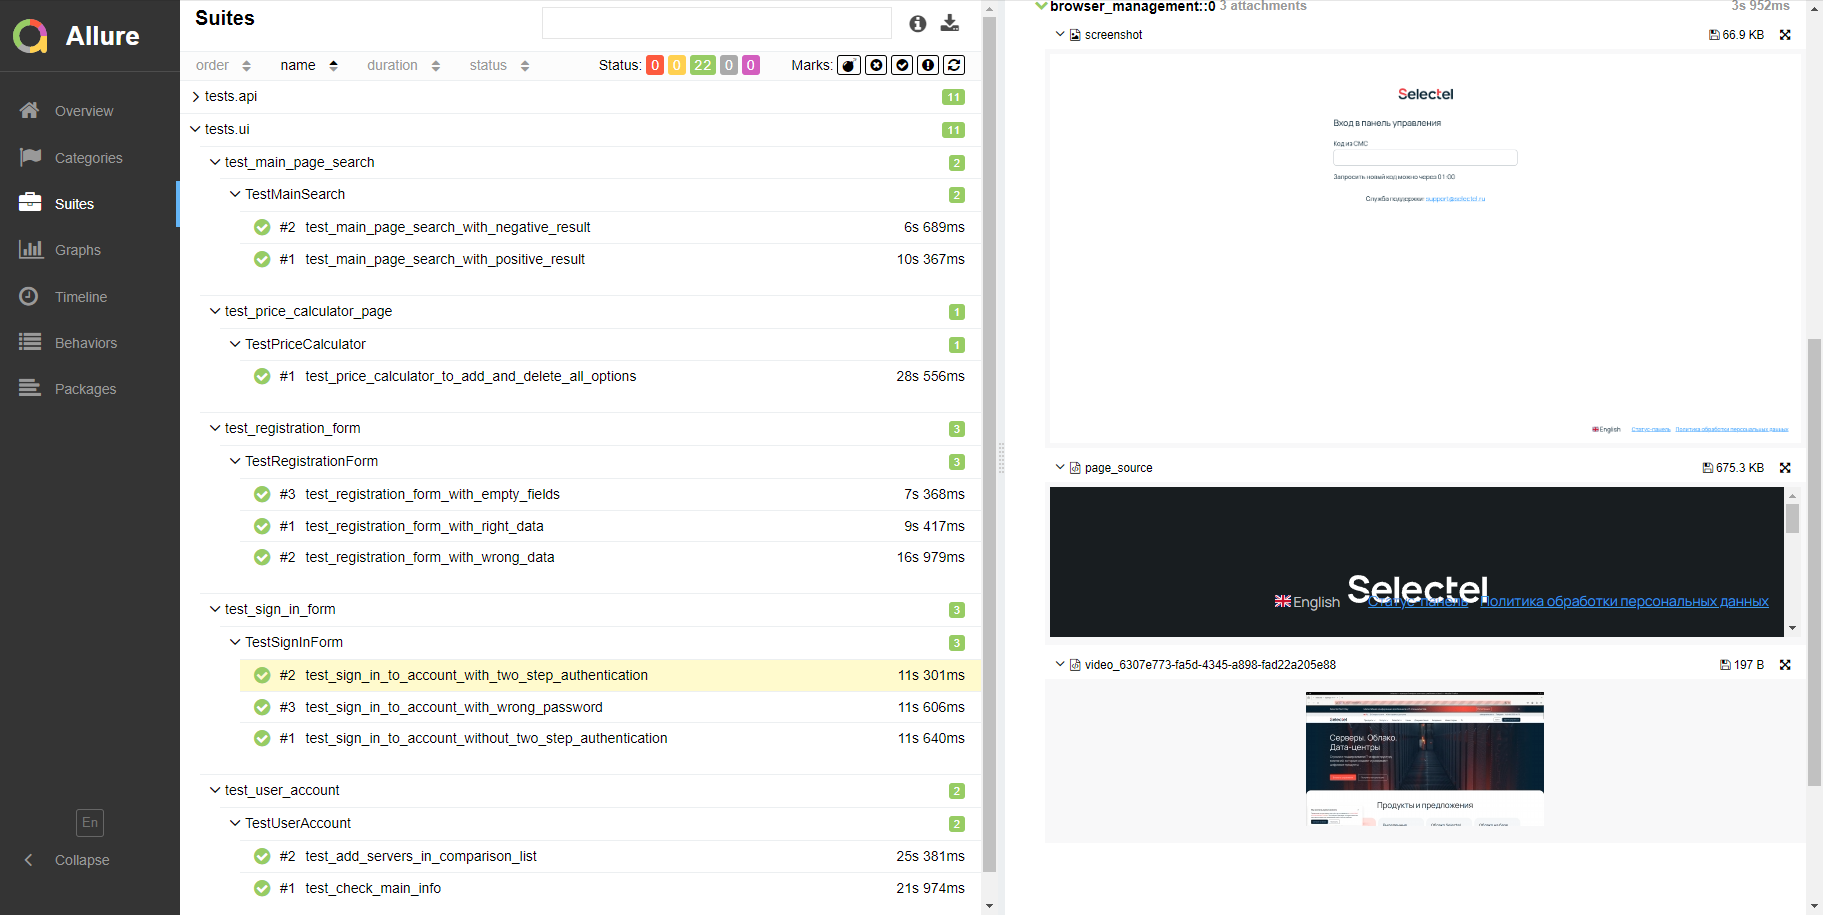 Allure
Overview
Categories
Suites
Graphs
Timeline
Behaviors
Packages
En
Collapse
Suites
order name duration status Status: 0 0 22 0 0 Marks:
tests.api 11
tests.ui 11
test_main_page_search 2
TestMainSearch 2
#2 test_main_page_search_with_negative_result 6s 689ms
#1 test_main_page_search_with_positive_result 10s 367ms
test_price_calculator_page 1
TestPriceCalculator 1
#1 test_price_calculator_to_add_and_delete_all_options 28s 556ms
test_registration_form 3
TestRegistrationForm 3
#3 test_registration_form_with_empty_fields 7s 368ms
#1 test_registration_form_with_right_data 9s 417ms
#2 test_registration_form_with_wrong_data 16s 979ms
test_sign_in_form 3
TestSignInForm 3
#2 test_sign_in_to_account_with_two_step_authentication 11s 301ms
#3 test_sign_in_to_account_with_wrong_password 11s 606ms
#1 test_sign_in_to_account_without_two_step_authentication 11s 640ms
test_user_account 2
TestUserAccount 2
#2 test_add_servers_in_comparison_list 25s 381ms
#1 test_check_main_info 21s 974ms
browser_management::0 3 attachments 3s 952ms
screenshot 66.9 KB
Selectel
Вход в панель управления
Код из СМС
Запросить новый код можно через 01:00
Служба поддержки: support@selectel.ru
English Статус-панель Политика обработки персональных данных
page_source 675.3 KB
Selectel
English Статус-панель Политика обработки персональных данных
video_6307e773-fa5d-4345-a898-fad22a205e88 197 B
Selectel
Серверы. Облако.
Дата-центры
Продукты и предложения